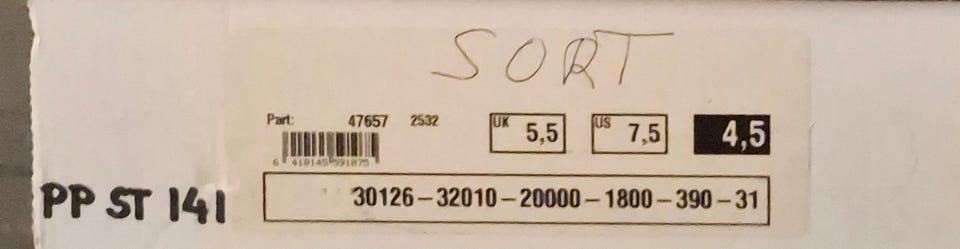 SORT
Part: 47657 2532 UK 5,5 US 7,5 4,5
6 418145 591875
PP ST 141 30126-32010-20000-1800-390-31